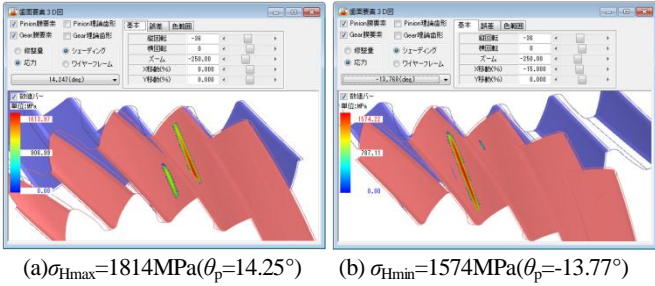 歯面要素3D図
Pinion膜要素
Pinion理論歯形
Gear膜要素
Gear理論歯形
修整量
シェーディング
応力
ワイヤーフレーム
14.247(deg)
基本 誤差 色範囲
縦回転 -36
横回転 0
ズーム -250.00
X移動(%) 0.000
Y移動(%) 0.000
数値バー
単位:MPa
1813.97
906.99
0.00
歯面要素3D図
Pinion膜要素
Pinion理論歯形
Gear膜要素
Gear理論歯形
修整量
シェーディング
応力
ワイヤーフレーム
-13.768(deg)
基本 誤差 色範囲
縦回転 -36
横回転 0
ズーム -250.00
X移動(%) -15.000
Y移動(%) 0.000
数値バー
単位:MPa
1574.22
787.11
0.00
(a)σHmax=1814MPa(θp=14.25°)
(b) σHmin=1574MPa(θp=-13.77°)